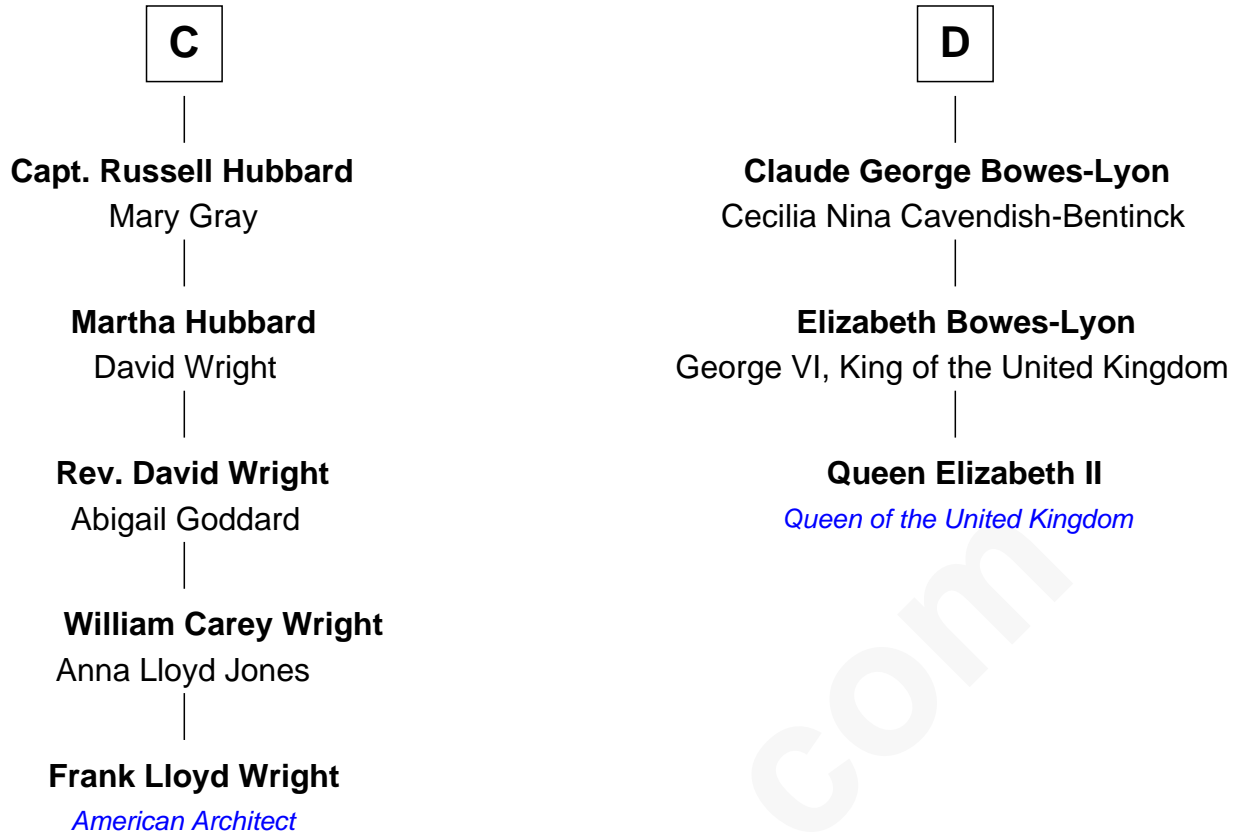 C
Capt. Russell Hubbard
Mary Gray
Martha Hubbard
David Wright
Rev. David Wright
Abigail Goddard
William Carey Wright
Anna Lloyd Jones
Frank Lloyd Wright
American Architect
D
Claude George Bowes-Lyon
Cecilia Nina Cavendish-Bentinck
Elizabeth Bowes-Lyon
George VI, King of the United Kingdom
Queen Elizabeth II
Queen of the United Kingdom
com